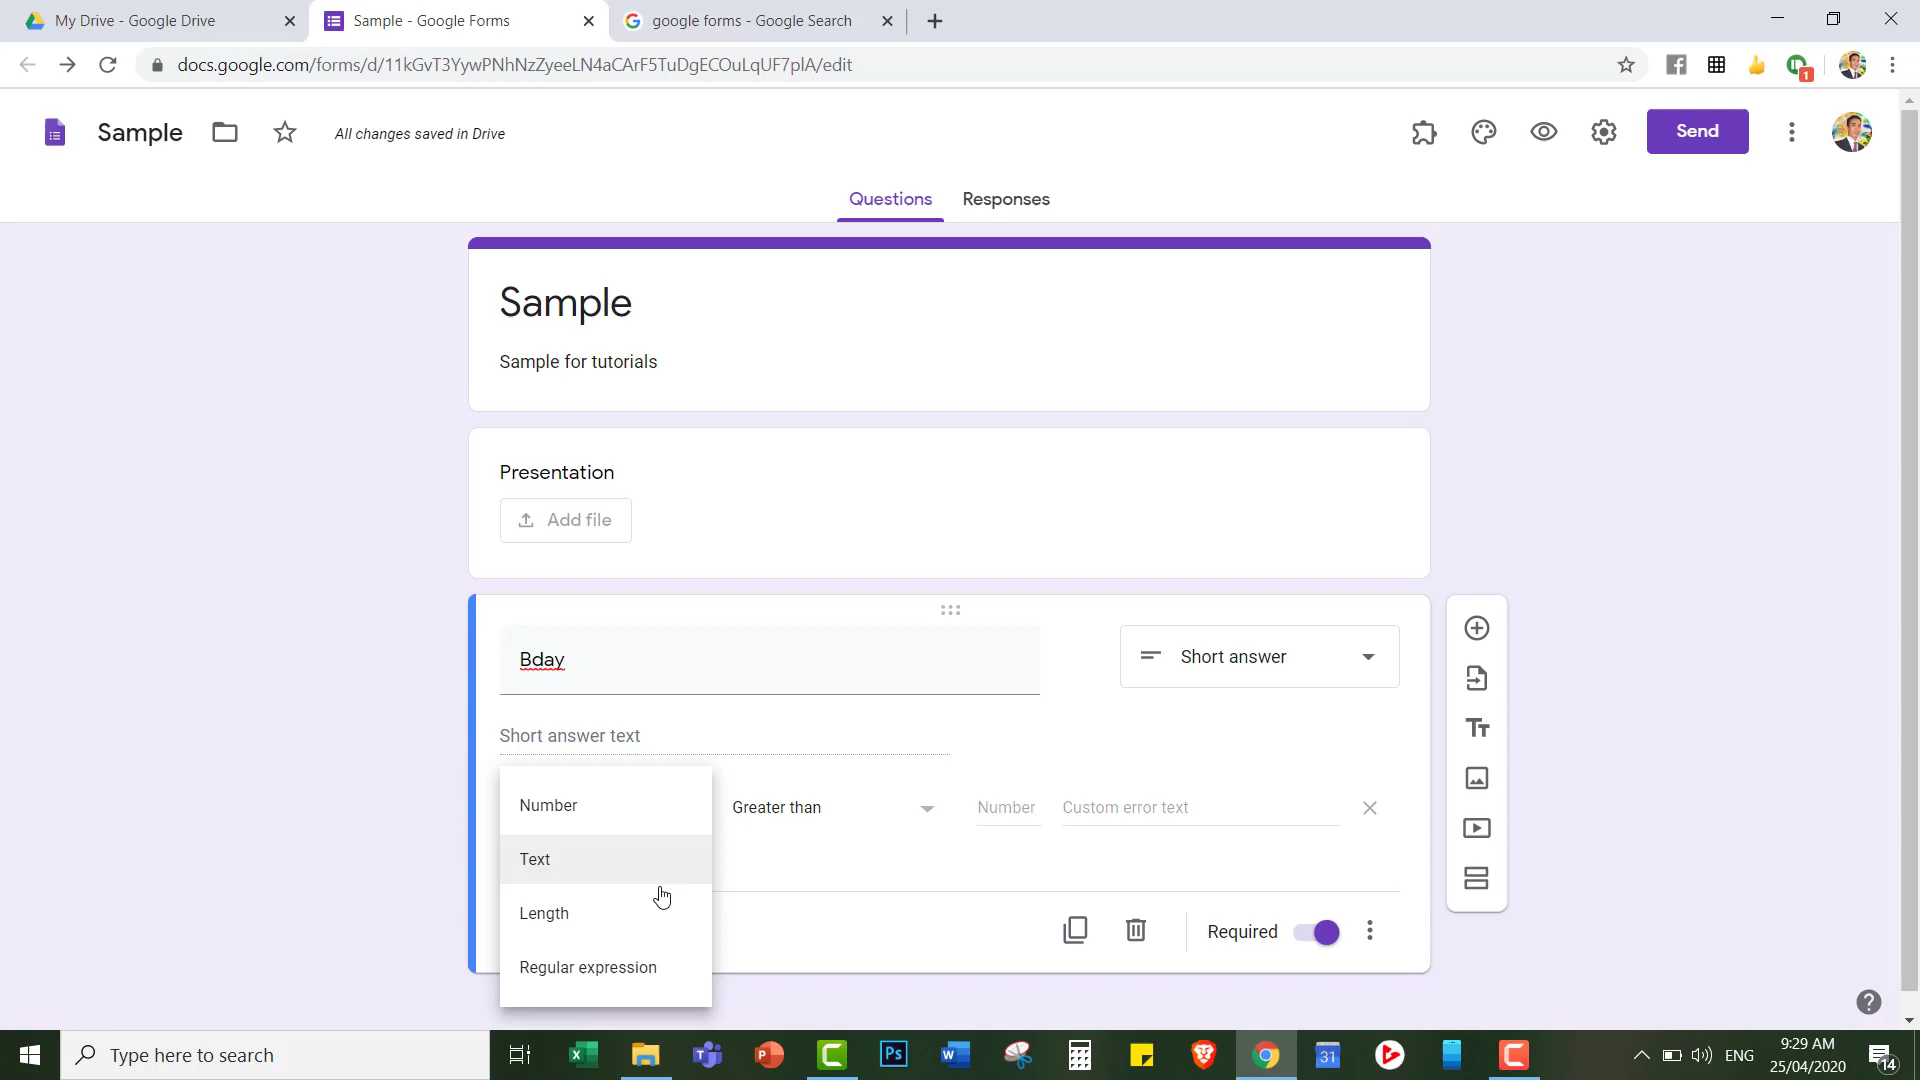 My Drive - Google Drive
Sample - Google Forms
google forms - Google Search
docs.google.com/forms/d/11kGvT3YywPNhNzZyeeLN4aCArF5TuDgECOuLqUF7plA/edit
1
Sample
All changes saved in Drive
Send
Questions
Responses
Sample
Sample for tutorials
Presentation
Add file
Bday
Short answer
Short answer text
Number
Greater than
Number
Custom error text
Text
Length
Regular expression
Required
Type here to search
ENG
9:29 AM
25/04/2020
14
31